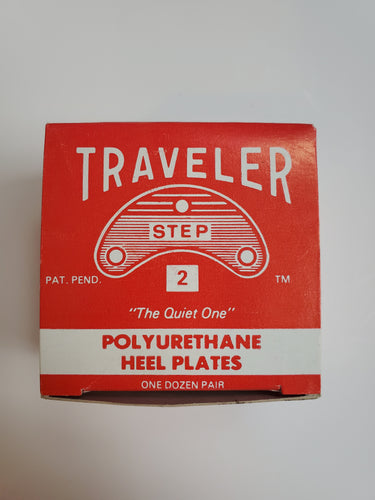 TRAVELER
STEP
2
PAT. PEND.
TM
"The Quiet One"
POLYURETHANE
HEEL PLATES
ONE DOZEN PAIR